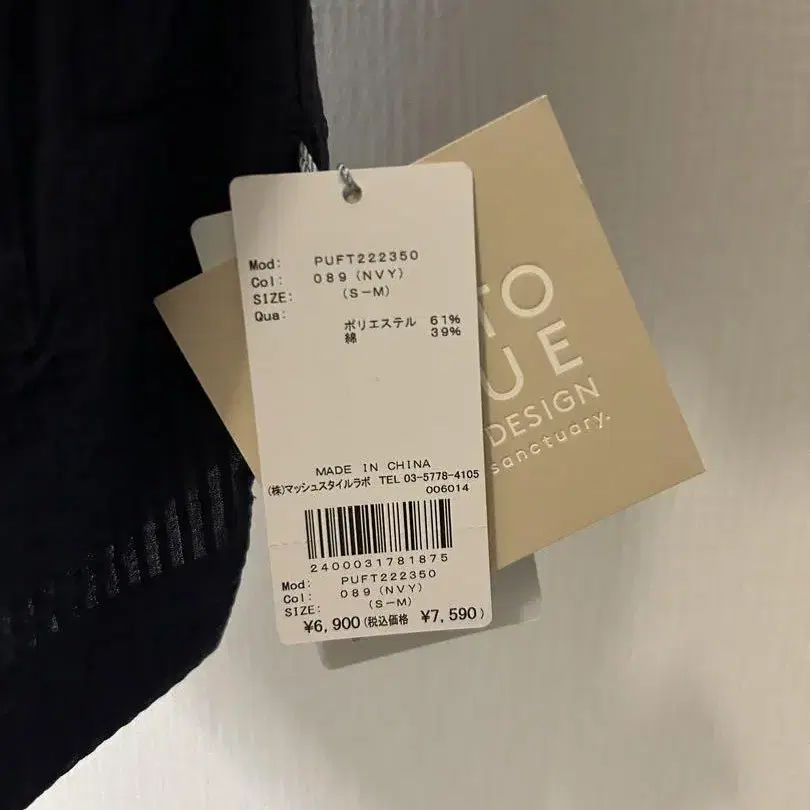 Mod: PUFT222350
Col: 089 (NVY)
SIZE: (S-M)
Qua: ポリエステル 61%
綿 39%
MADE IN CHINA
(株)マッシュスタイルラボ TEL 03-5778-4105
006014
2400031781875
Mod: PUFT222350
Col: 089 (NVY)
SIZE: (S-M)
¥6,900 (税込価格 ¥7,590)
TO
UE
DESIGN
sanctuary.